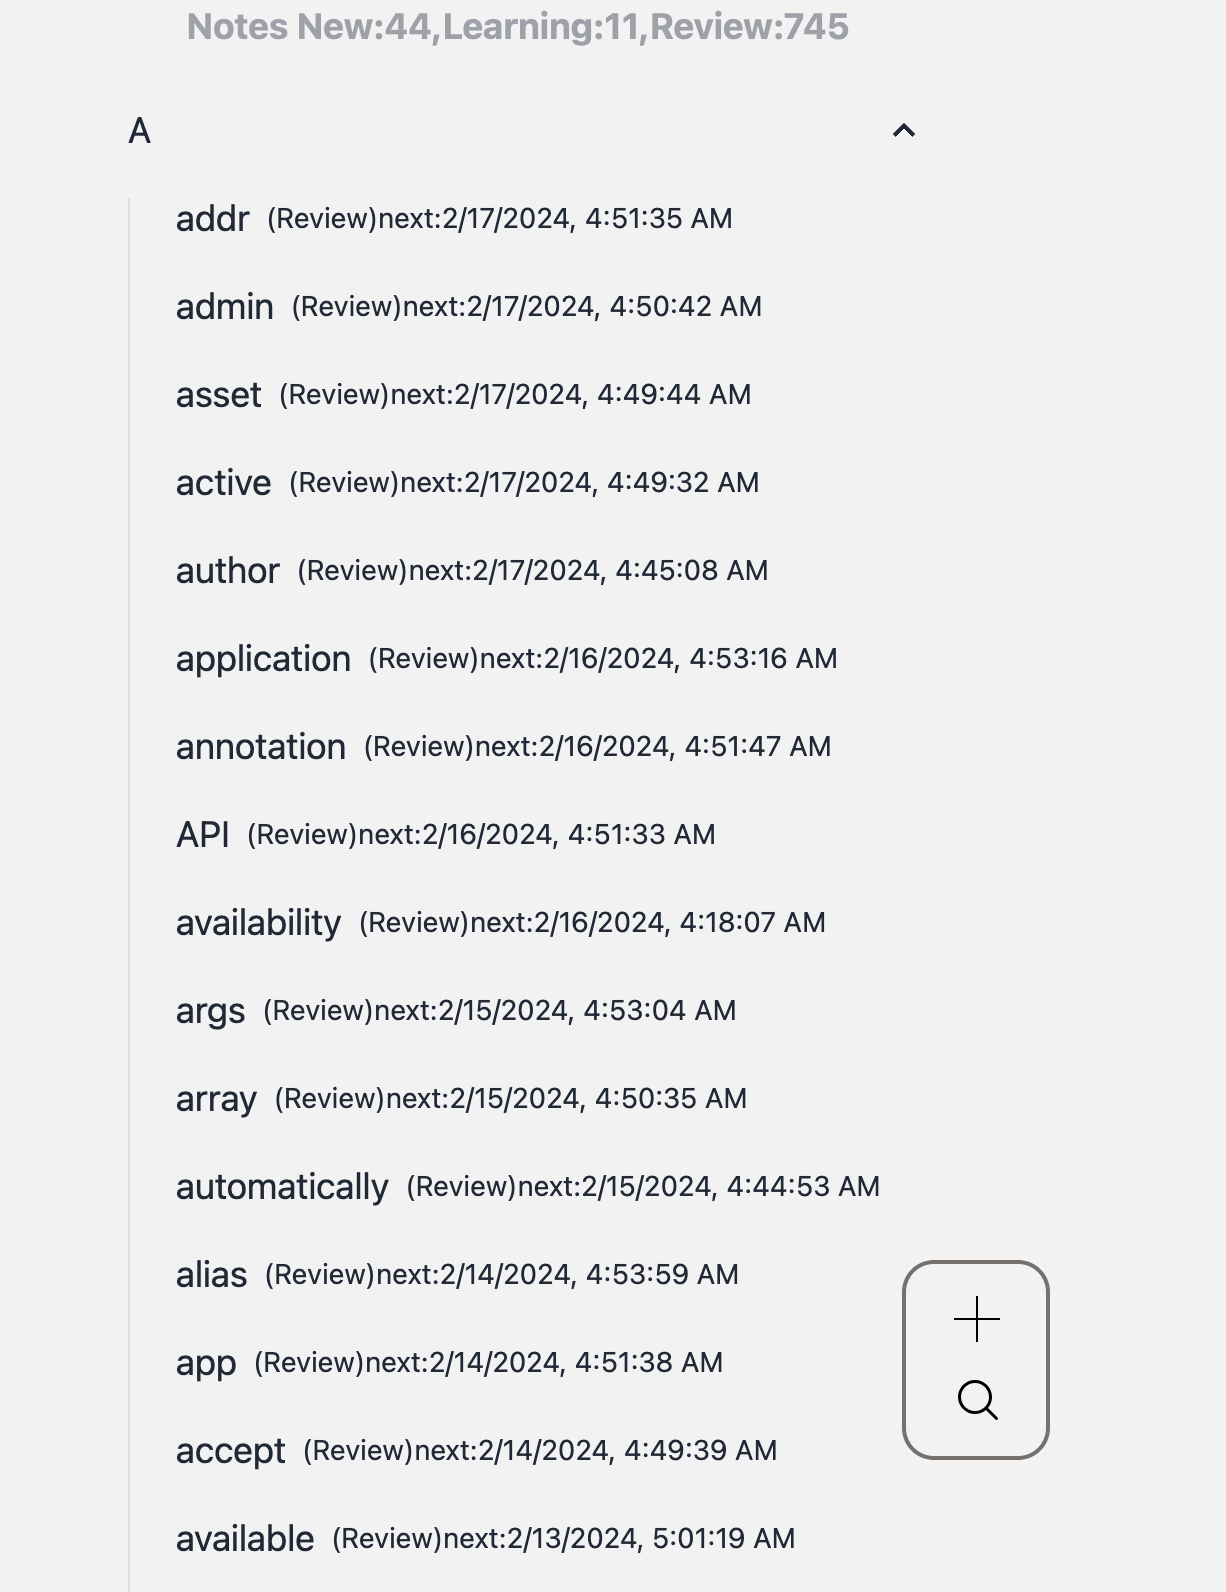 Notes New:44,Learning:11,Review:745
A
addr (Review)next:2/17/2024, 4:51:35 AM
admin (Review)next:2/17/2024, 4:50:42 AM
asset (Review)next:2/17/2024, 4:49:44 AM
active (Review)next:2/17/2024, 4:49:32 AM
author (Review)next:2/17/2024, 4:45:08 AM
application (Review)next:2/16/2024, 4:53:16 AM
annotation (Review)next:2/16/2024, 4:51:47 AM
API (Review)next:2/16/2024, 4:51:33 AM
availability (Review)next:2/16/2024, 4:18:07 AM
args (Review)next:2/15/2024, 4:53:04 AM
array (Review)next:2/15/2024, 4:50:35 AM
automatically (Review)next:2/15/2024, 4:44:53 AM
alias (Review)next:2/14/2024, 4:53:59 AM
app (Review)next:2/14/2024, 4:51:38 AM
accept (Review)next:2/14/2024, 4:49:39 AM
available (Review)next:2/13/2024, 5:01:19 AM